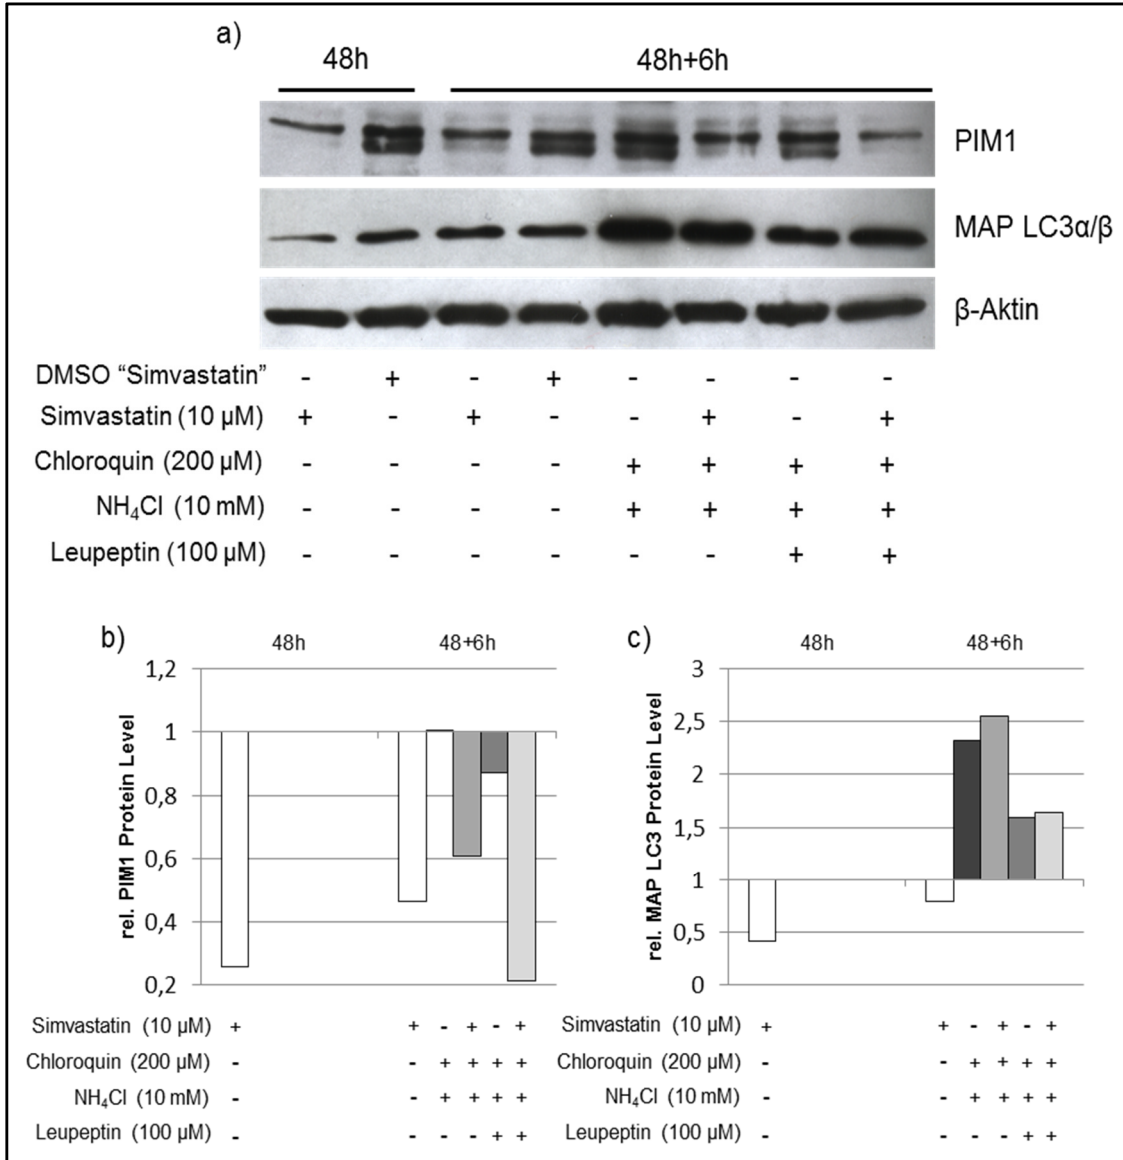 a)
48h 48h+6h
PIM1
MAP LC3α/β
β-Aktin
DMSO “Simvastatin” - + - + - - - -
Simvastatin (10 µM) + - + - - + - +
Chloroquin (200 µM) - - - - + + + +
NH₄Cl (10 mM) - - - - + + + +
Leupeptin (100 µM) - - - - - - + +
b)
48h 48+6h
rel. PIM1 Protein Level
1,2
1
0,8
0,6
0,4
0,2
Simvastatin (10 µM) + + - + - +
Chloroquin (200 µM) - - + + + +
NH₄Cl (10 mM) - - + + + +
Leupeptin (100 µM) - - - - + +
c)
48h 48+6h
rel. MAP LC3 Protein Level
3
2,5
2
1,5
1
0,5
0
Simvastatin (10 µM) + + - + - +
Chloroquin (200 µM) - - + + + +
NH₄Cl (10 mM) - - + + + +
Leupeptin (100 µM) - - - - + +